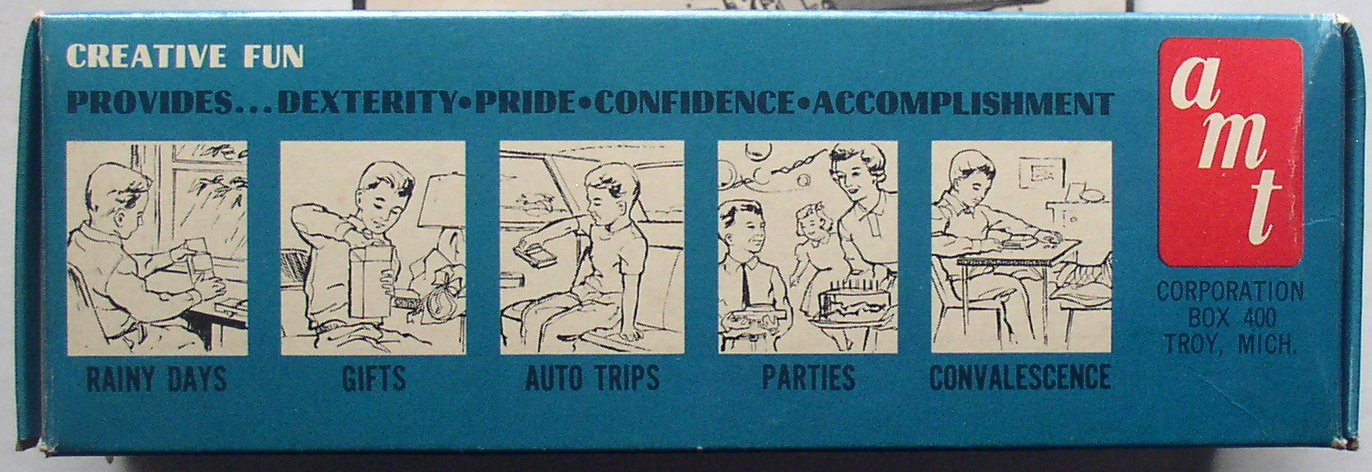 CREATIVE FUN
PROVIDES...DEXTERITY•PRIDE•CONFIDENCE•ACCOMPLISHMENT
RAINY DAYS
GIFTS
AUTO TRIPS
PARTIES
CONVALESCENCE
amt
CORPORATION
BOX 400
TROY, MICH.